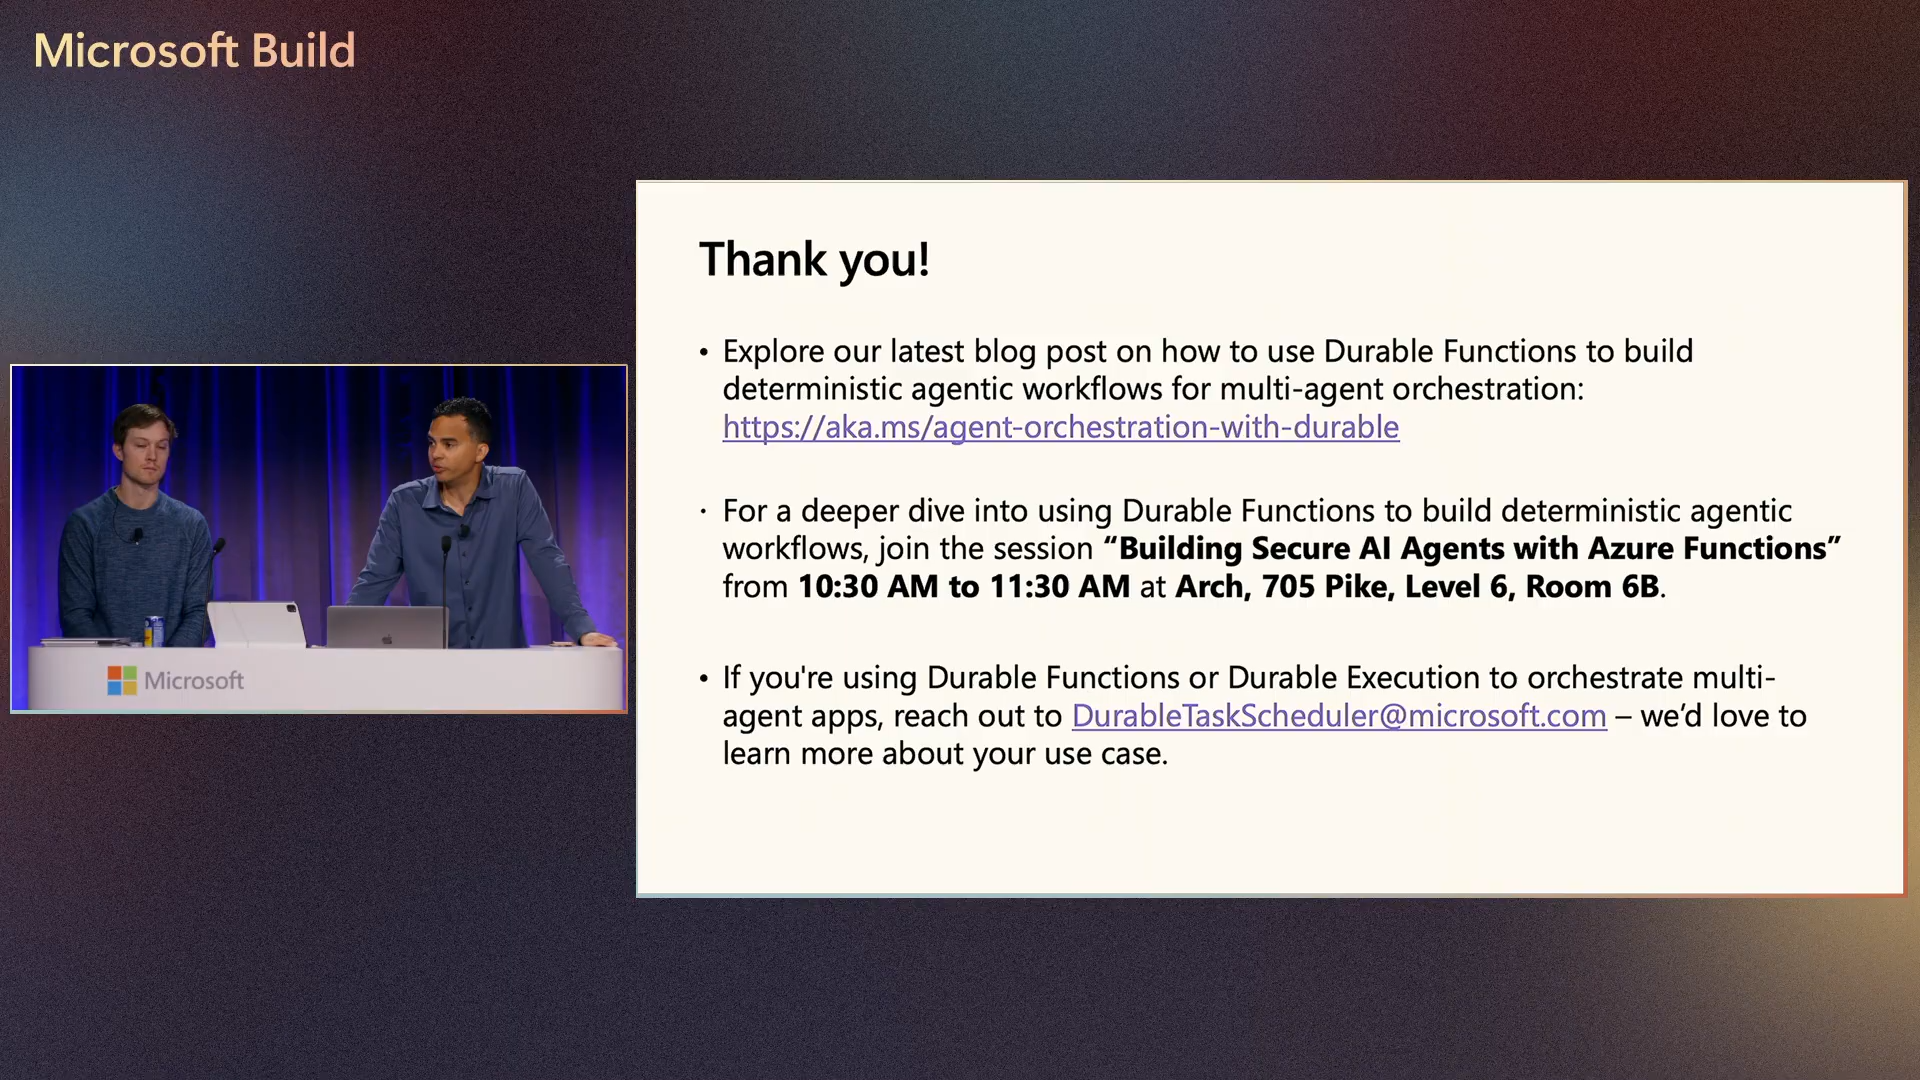 Microsoft Build
Thank you!
• Explore our latest blog post on how to use Durable Functions to build
deterministic agentic workflows for multi-agent orchestration:
https://aka.ms/agent-orchestration-with-durable
• For a deeper dive into using Durable Functions to build deterministic agentic
workflows, join the session “Building Secure AI Agents with Azure Functions”
from 10:30 AM to 11:30 AM at Arch, 705 Pike, Level 6, Room 6B.
• If you're using Durable Functions or Durable Execution to orchestrate multi-
agent apps, reach out to DurableTaskScheduler@microsoft.com – we’d love to
learn more about your use case.
Microsoft